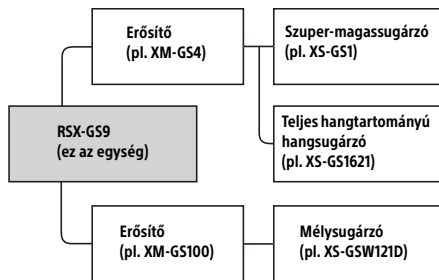 Erősítő
(pl. XM-GS4)
Szuper-magassugárzó
(pl. XS-GS1)
RSX-GS9
(ez az egység)
Teljes hangtartományú
hangsugárzó
(pl. XS-GS1621)
Erősítő
(pl. XM-GS100)
Mélysugárzó
(pl. XS-GSW121D)